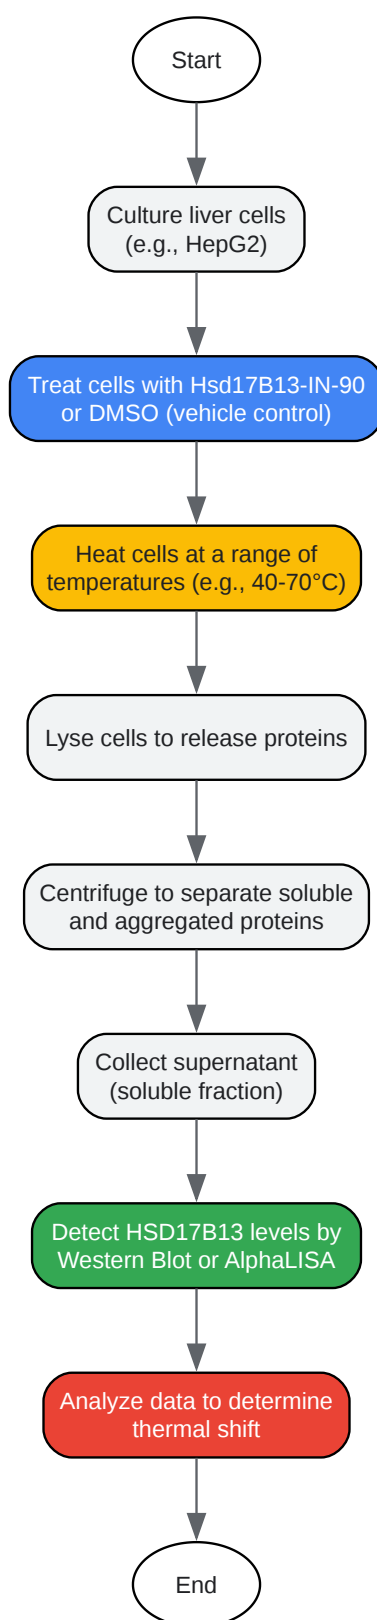 Start
Culture liver cells
(e.g., HepG2)
Treat cells with Hsd17B13-IN-90
or DMSO (vehicle control)
Heat cells at a range of
temperatures (e.g., 40-70°C)
Lyse cells to release proteins
Centrifuge to separate soluble
and aggregated proteins
Collect supernatant
(soluble fraction)
Detect HSD17B13 levels by
Western Blot or AlphaLISA
Analyze data to determine
thermal shift
End